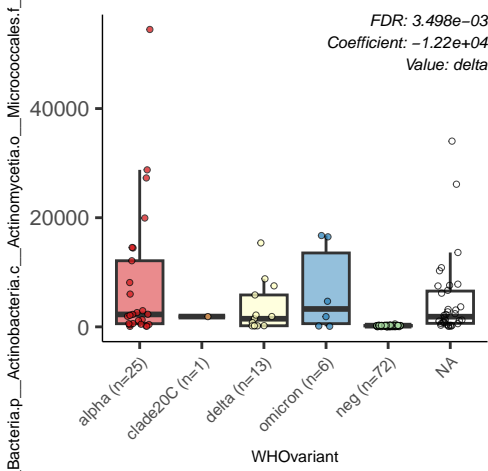 FDR: 3.498e−03
Coefficient: −1.22e+04
Value: delta
Bacteria.p__Actinobacteria.c__Actinomycetia.o__Micrococcales.f_
40000
20000
0
alpha (n=25)
clade20C (n=1)
delta (n=13)
omicron (n=6)
neg (n=72)
NA
WHOvariant